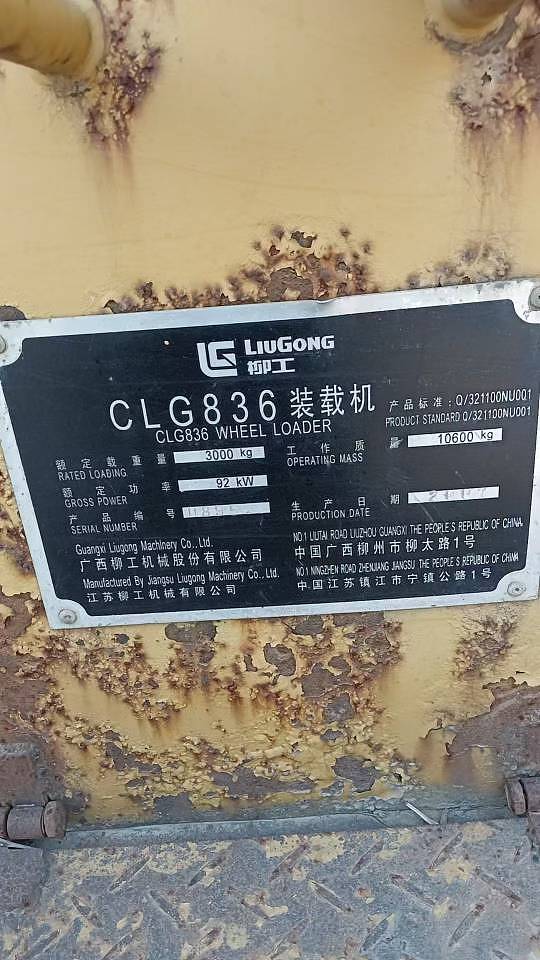 LIUGONG
柳工
CLG836 装载机
CLG836 WHEEL LOADER
产品标准: Q/321100NU001
PRODUCT STANDARD Q/321100NU001
额定载重量 3000 kg
RATED LOADING
工作质量 10600 kg
OPERATING MASS
额定功率 92 kW
GROSS POWER
产品编号
SERIAL NUMBER
生产日期
PRODUCTION DATE
Guangxi Liugong Machinery Co.,Ltd.
广西柳工机械股份有限公司
Manufactured By Jiangsu Liugong Machinery Co.,Ltd.
江苏柳工机械有限公司
NO 1 LIUTAI ROAD LIUZHOU GUANGXI THE PEOPLE S REPUBLIC OF CHINA
中国广西柳州市柳太路1号
NO 1 NINGZHEN ROAD ZHENJIANG JIANGSU THE PEOPLE S REPUBLIC OF CHINA
中国江苏镇江市宁镇公路1号